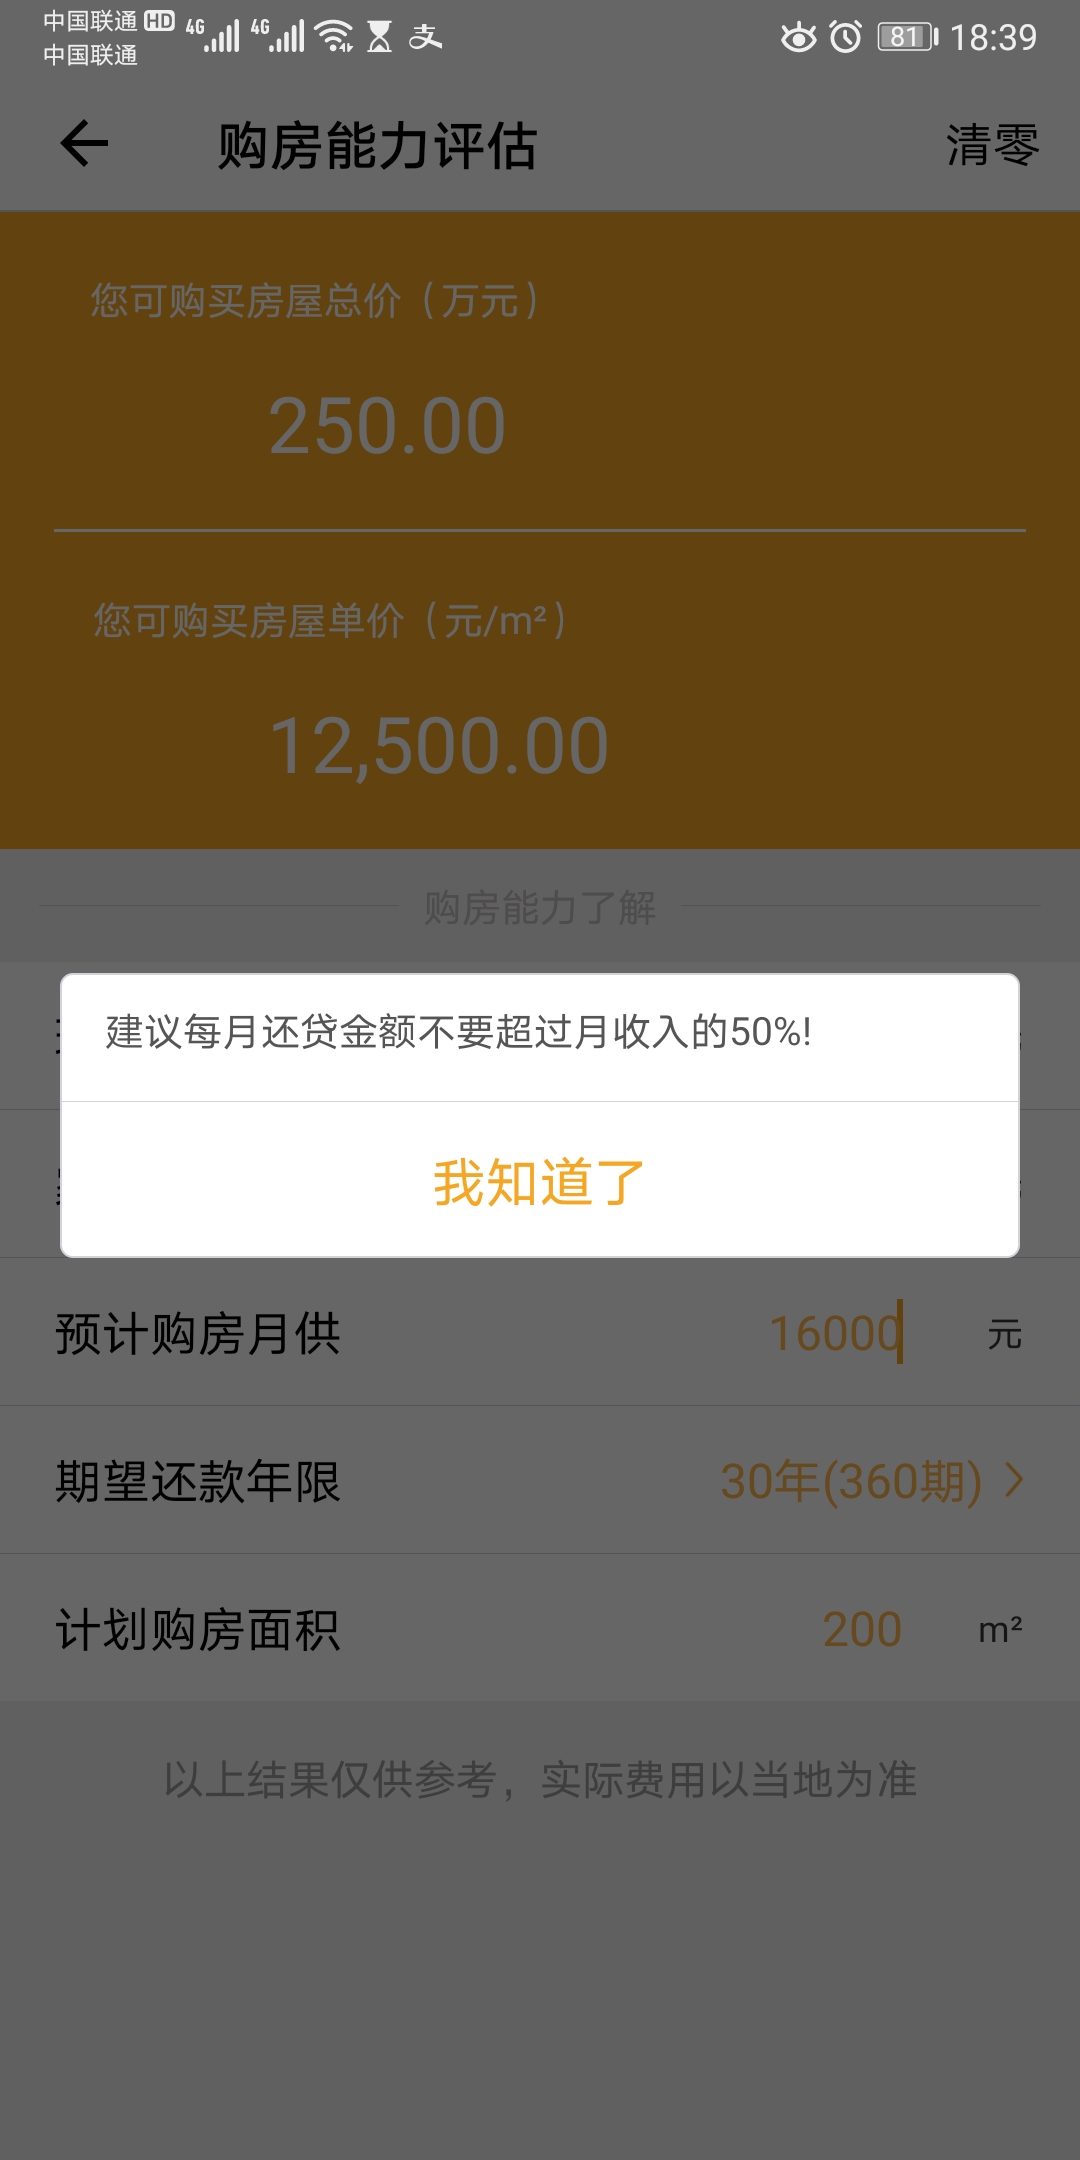 中国联通 HD 4G 4G 81 18:39
中国联通
购房能力评估 清零
您可购买房屋总价（万元）
250.00
您可购买房屋单价（元/m²）
12,500.00
购房能力了解
建议每月还贷金额不要超过月收入的50%!
我知道了
预计购房月供 16000 元
期望还款年限 30年(360期)
计划购房面积 200 m²
以上结果仅供参考，实际费用以当地为准